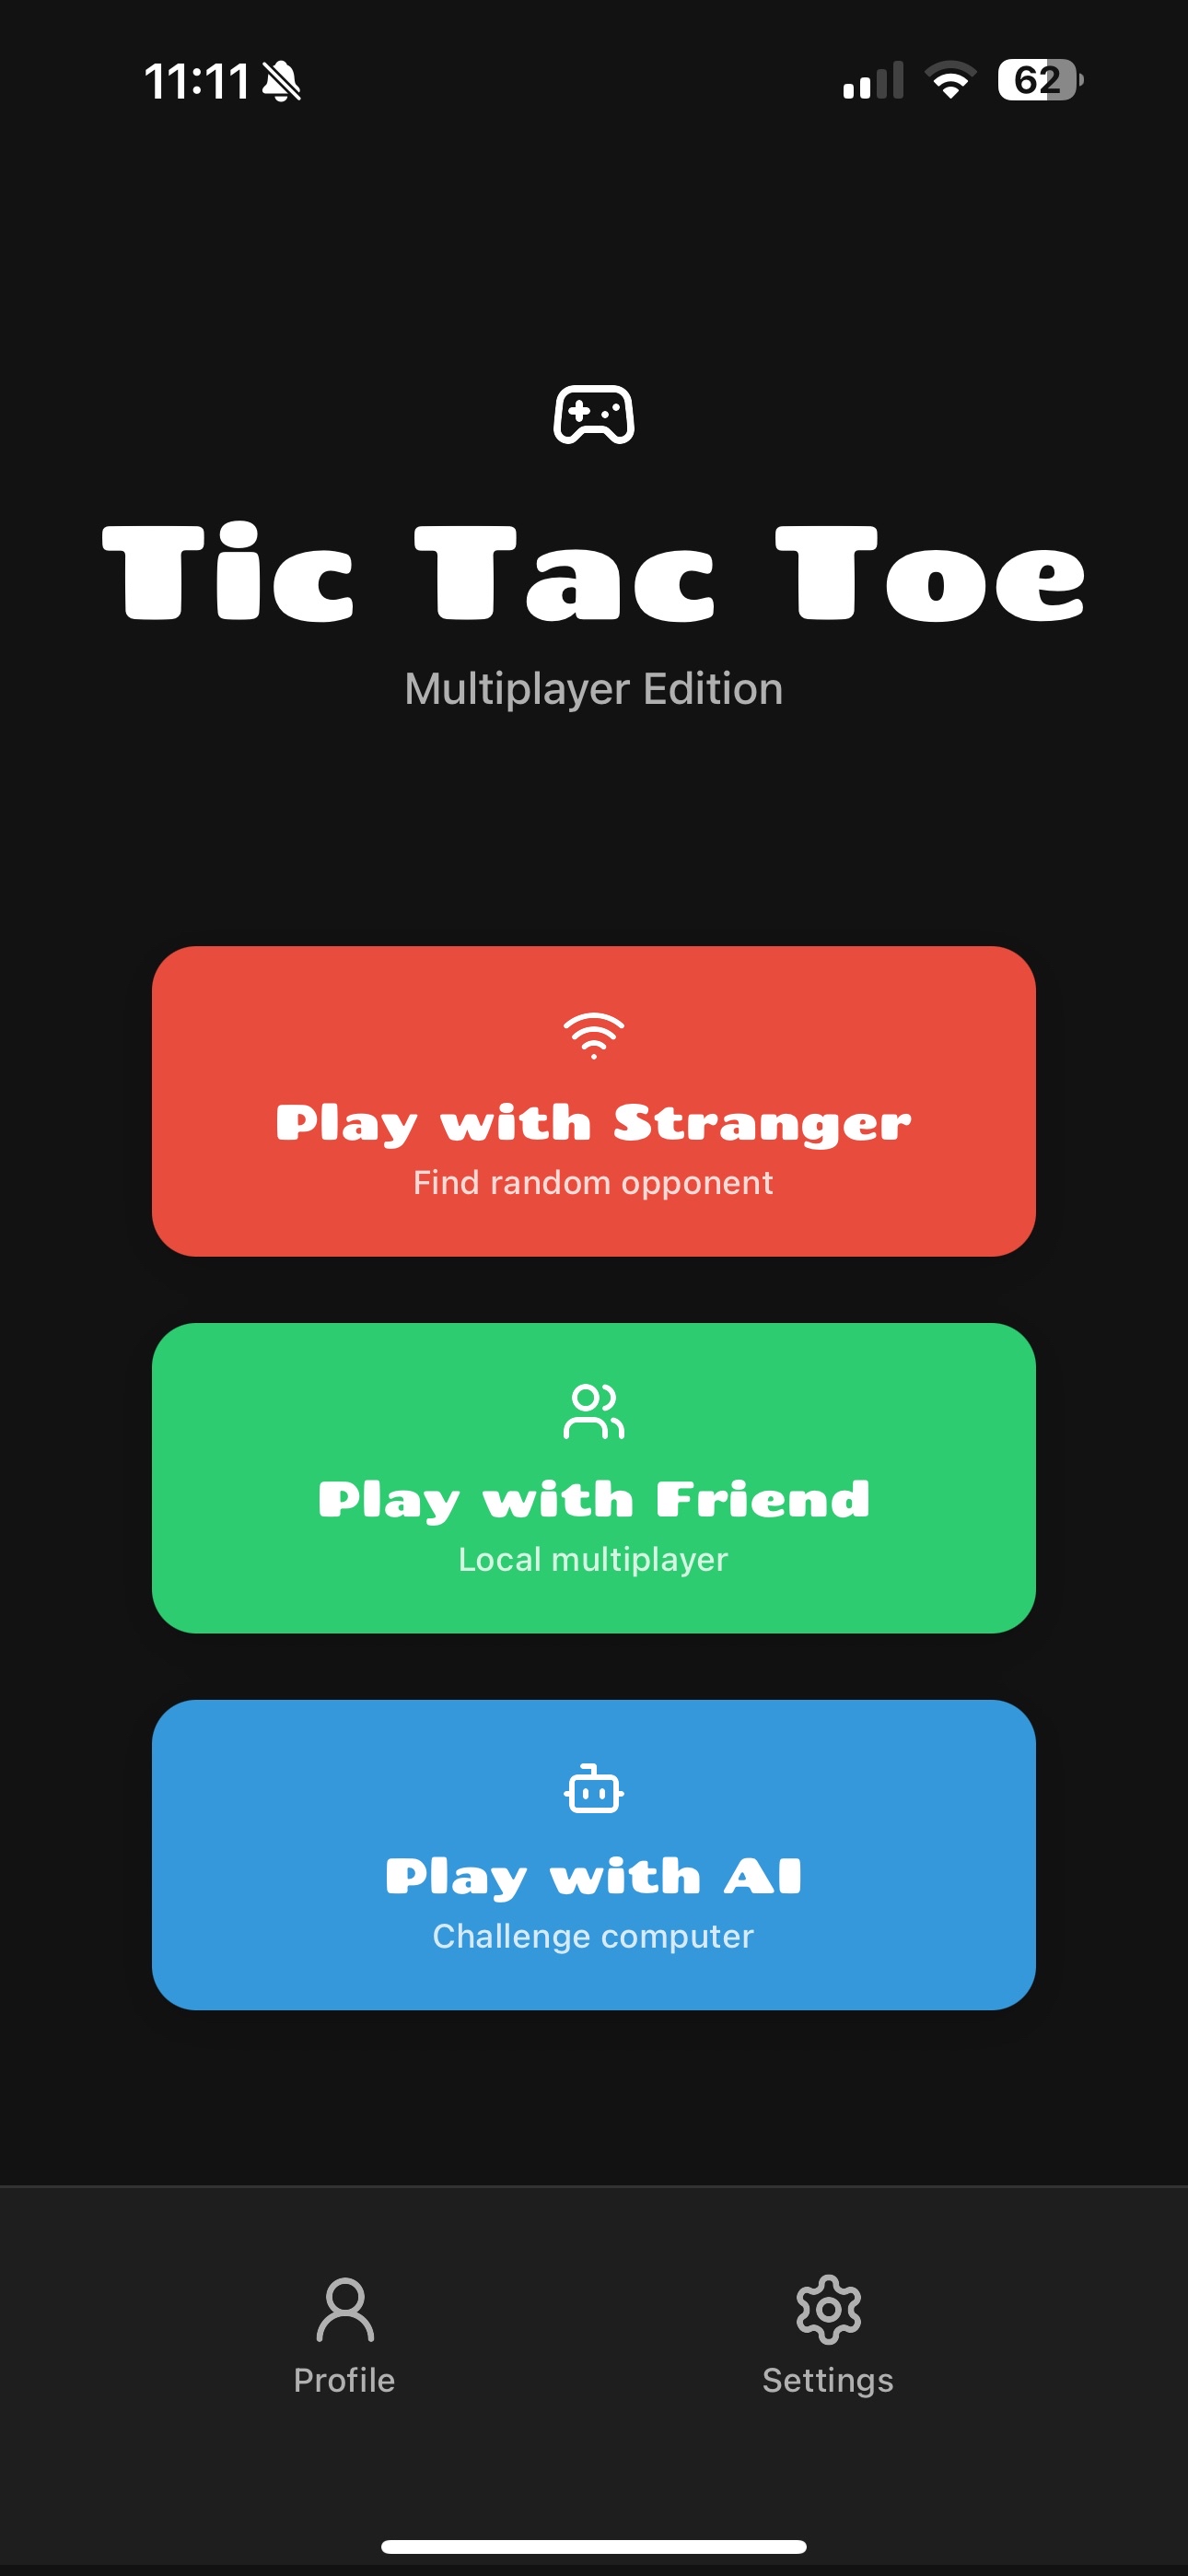 11:11
62
Tic Tac Toe
Multiplayer Edition
Play with Stranger
Find random opponent
Play with Friend
Local multiplayer
Play with AI
Challenge computer
Profile
Settings